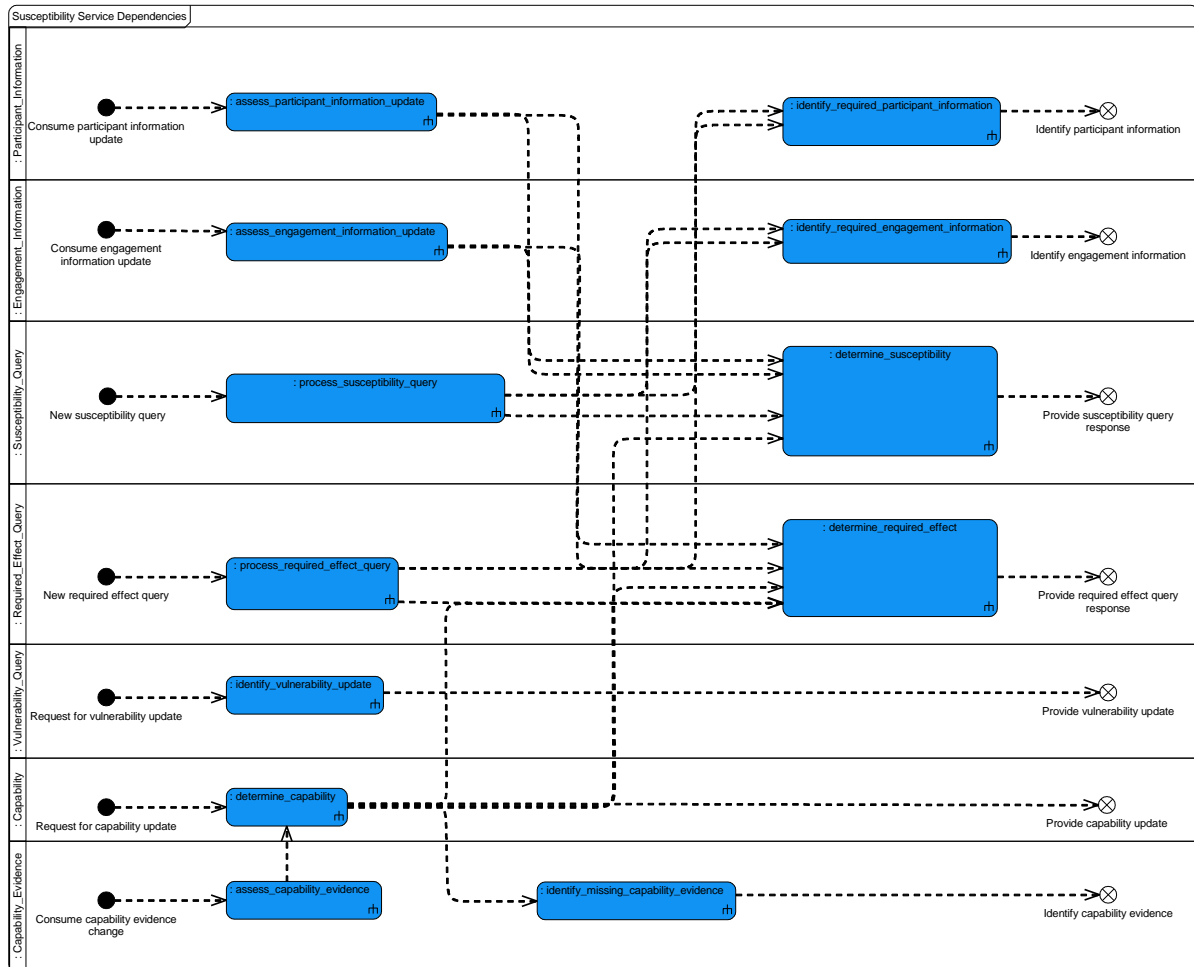 Susceptibility Service Dependencies
: Participant_Information
Consume participant information
update
: assess_participant_information_update
: identify_required_participant_information
Identify participant information
: Engagement_Information
Consume engagement
information update
: assess_engagement_information_update
: identify_required_engagement_information
Identify engagement information
: Susceptibility_Query
New susceptibility query
: process_susceptibility_query
: determine_susceptibility
Provide susceptibility query
response
: Required_Effect_Query
New required effect query
: process_required_effect_query
: determine_required_effect
Provide required effect query
response
: Vulnerability_Query
Request for vulnerability update
: identify_vulnerability_update
Provide vulnerability update
: Capability
Request for capability update
: determine_capability
Provide capability update
: Capability_Evidence
Consume capability evidence
change
: assess_capability_evidence
: identify_missing_capability_evidence
Identify capability evidence